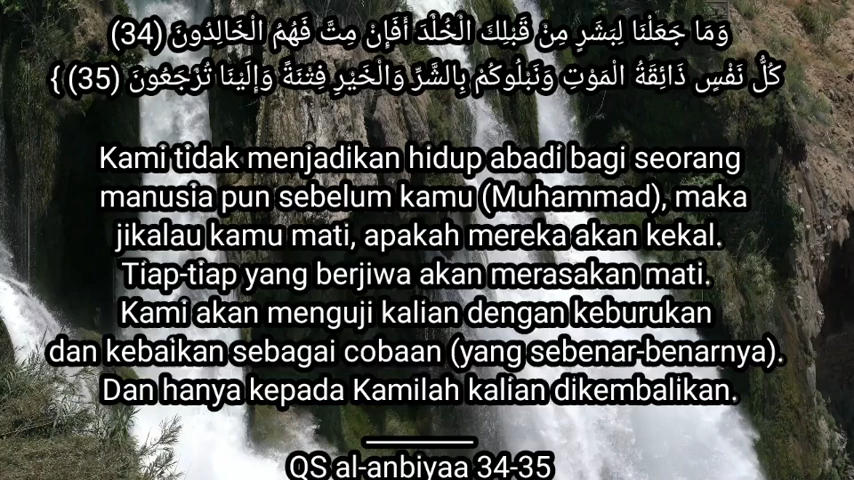 وَمَا جَعَلْنَا لِبَشَرٍ مِنْ قَبْلِكَ الْخُلْدَ أَفَإِنْ مِتَّ فَهُمُ الْخَالِدُونَ (34)
كُلُّ نَفْسٍ ذَائِقَةُ الْمَوْتِ وَنَبْلُوكُمْ بِالشَّرِّ وَالْخَيْرِ فِتْنَةً وَإِلَيْنَا تُرْجَعُونَ (35) }
Kami tidak menjadikan hidup abadi bagi seorang
manusia pun sebelum kamu (Muhammad), maka
jikalau kamu mati, apakah mereka akan kekal.
Tiap-tiap yang berjiwa akan merasakan mati.
Kami akan menguji kalian dengan keburukan
dan kebaikan sebagai cobaan (yang sebenar-benarnya).
Dan hanya kepada Kamilah kalian dikembalikan.
QS al-anbiyaa 34-35